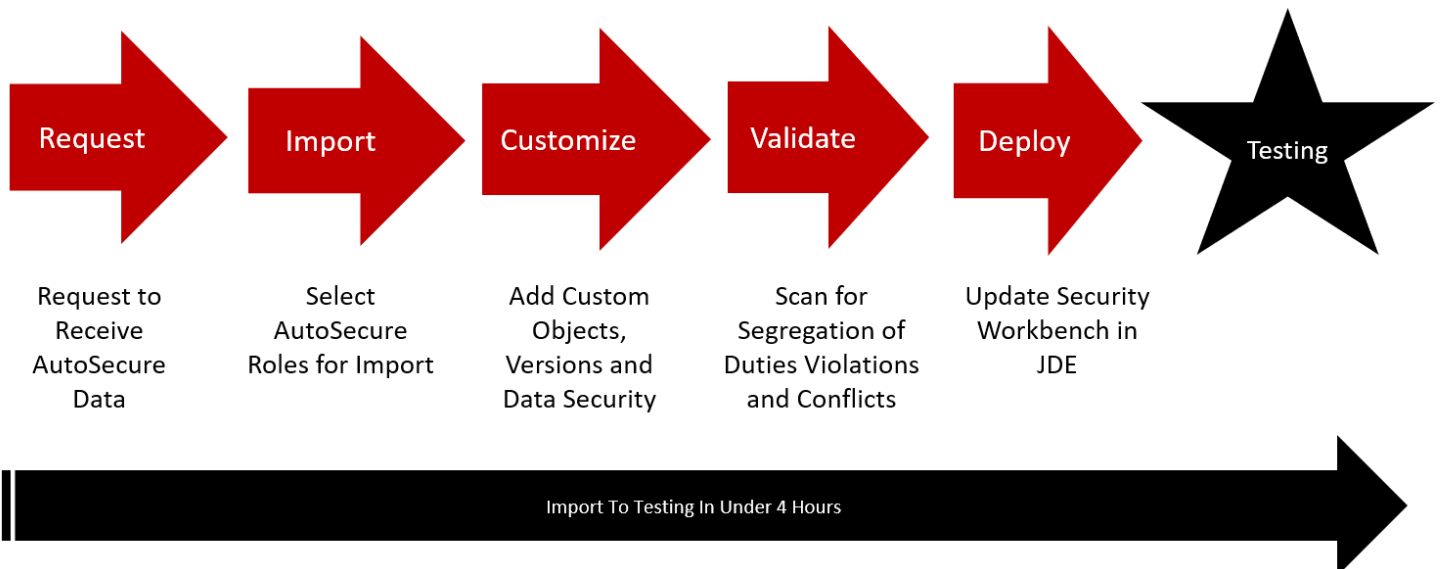 Request
Import
Customize
Validate
Deploy
Testing
Request to
Receive
AutoSecure
Data
Select
AutoSecure
Roles for Import
Add Custom
Objects,
Versions and
Data Security
Scan for
Segregation of
Duties Violations
and Conflicts
Update Security
Workbench in
JDE
Import To Testing In Under 4 Hours